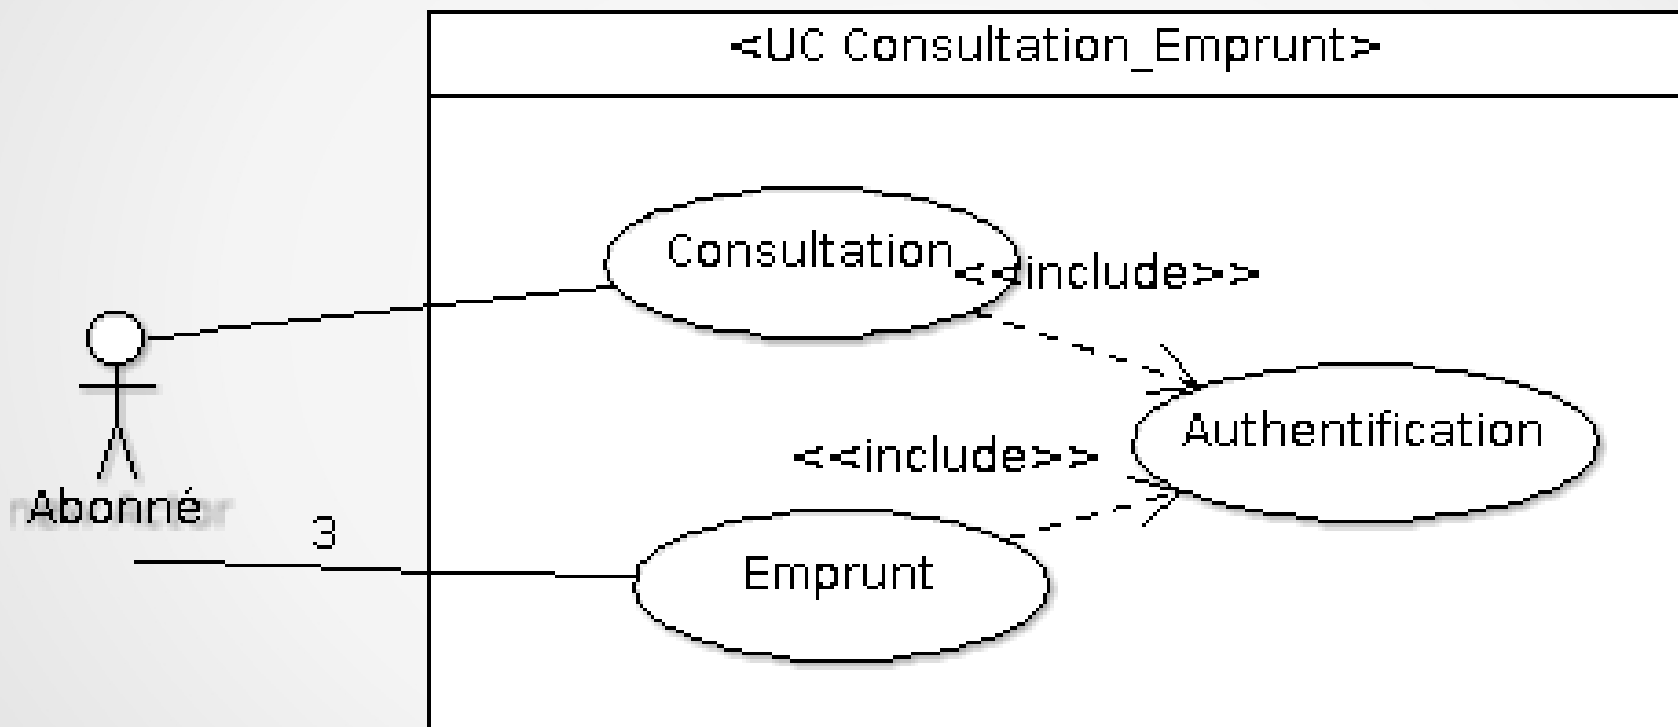 <UC Consultation_Emprunt>
Consultation
<<include>>
Authentification
<<include>>
Abonné
3
Emprunt